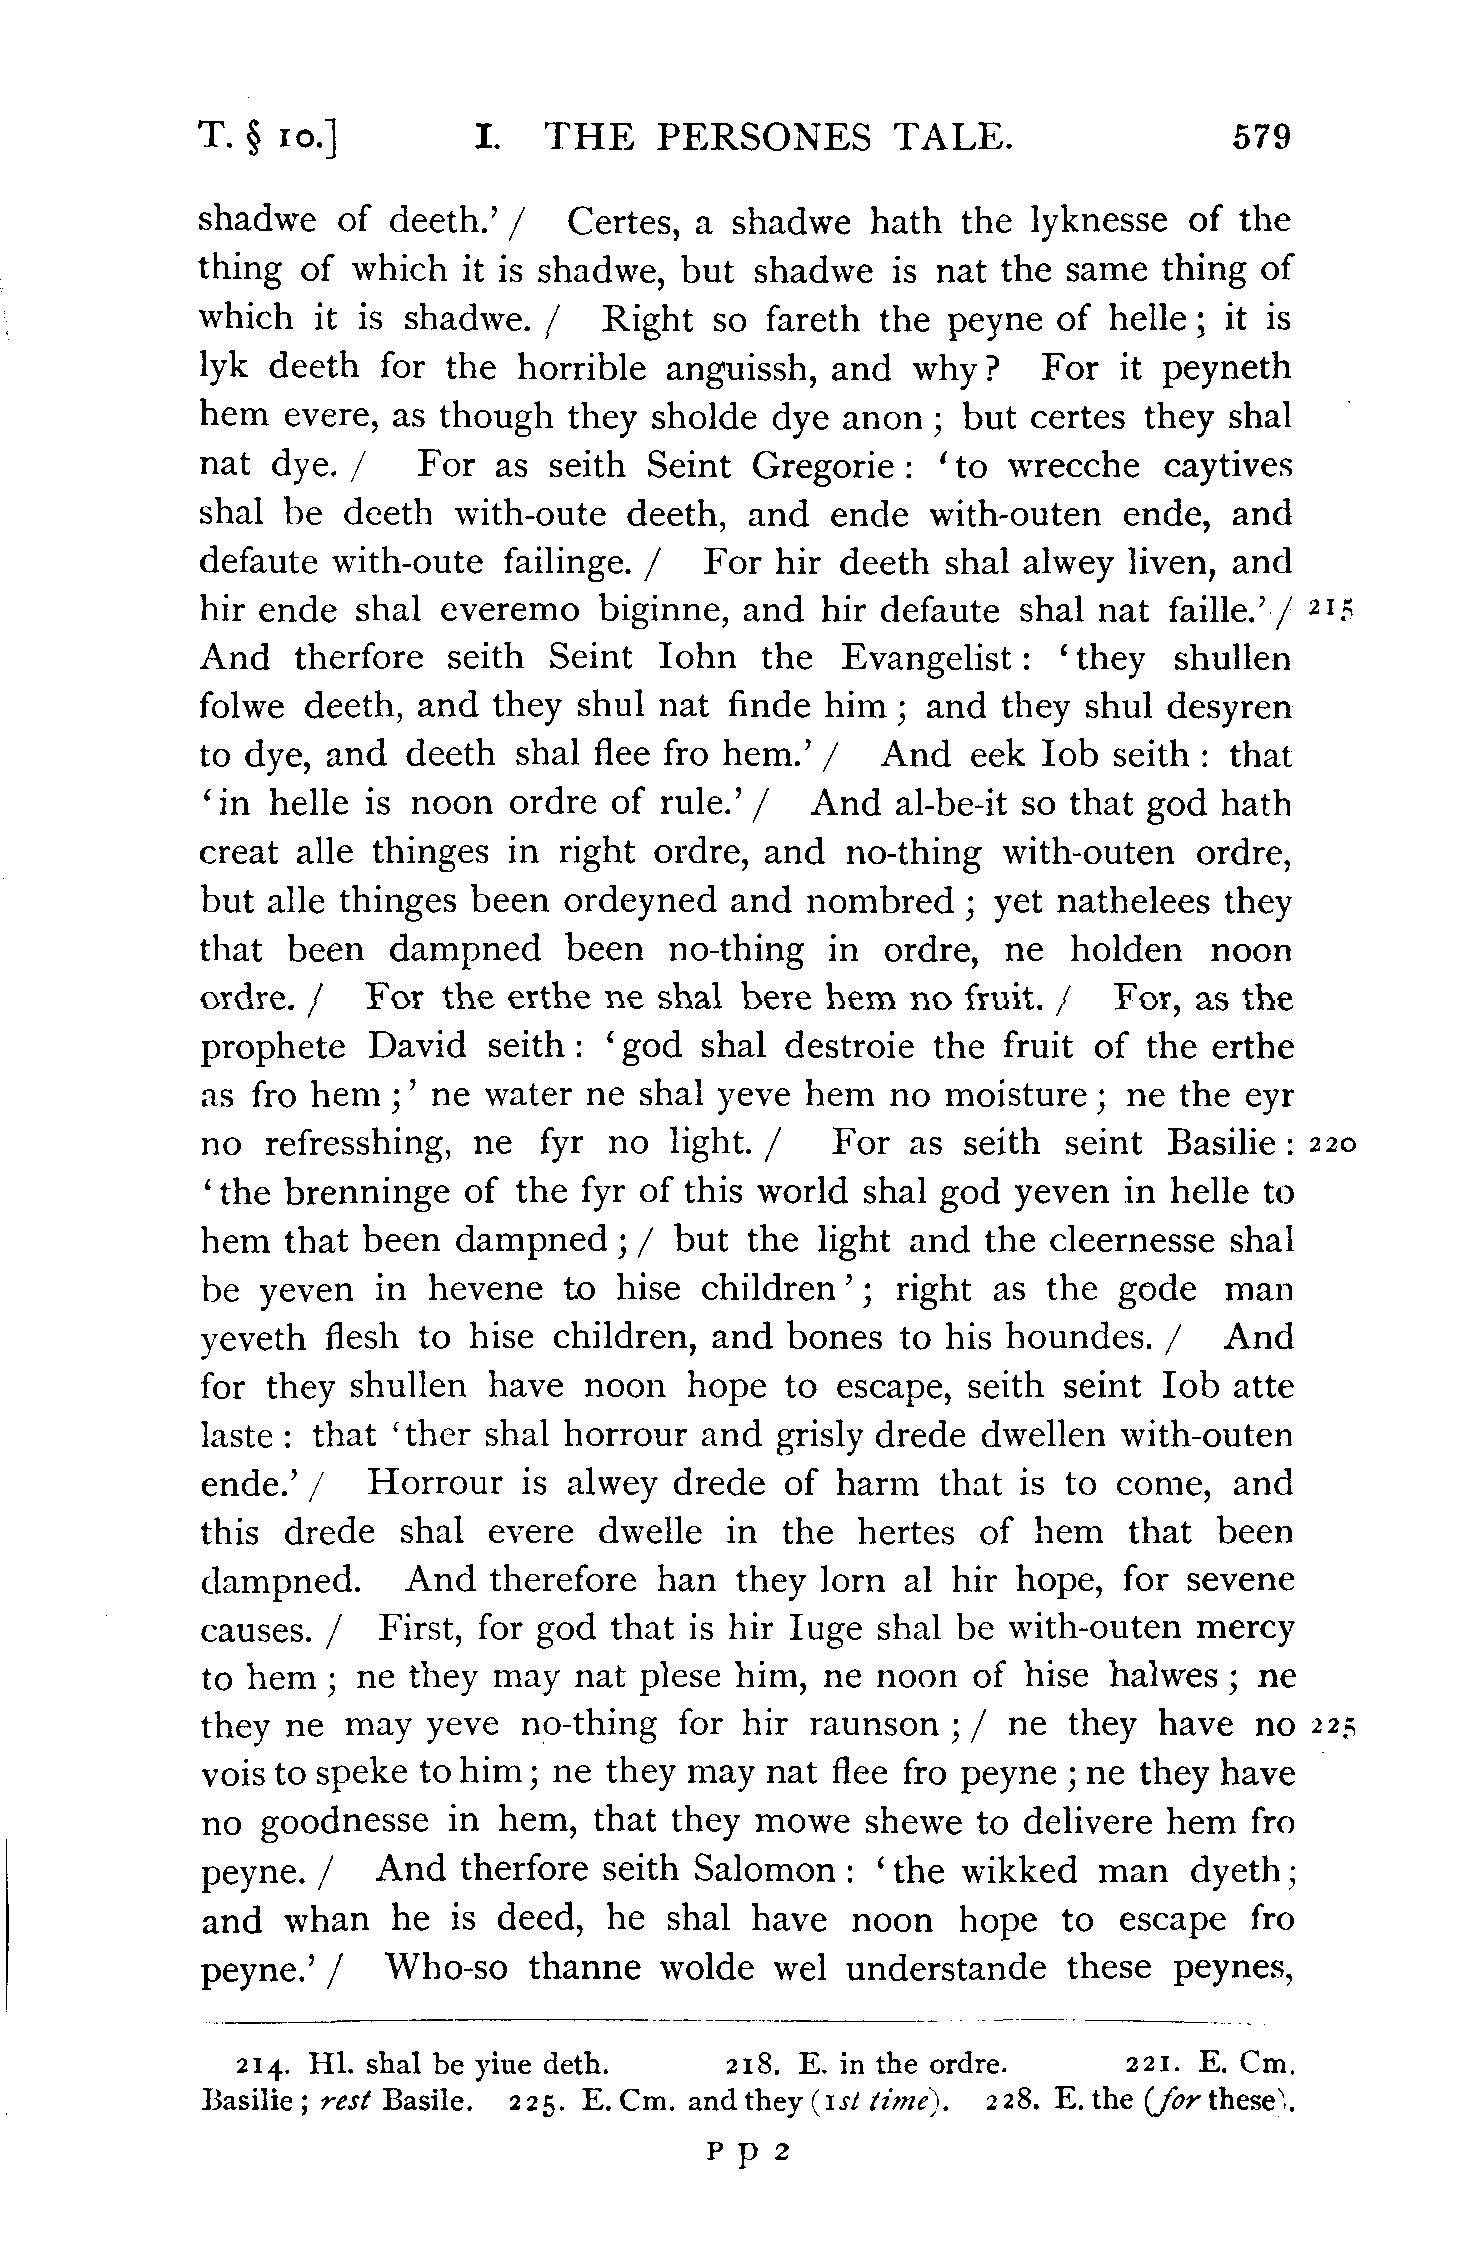 T. § 10.] I. THE PERSONES TALE. 579
shadwe of deeth.’ / Certes, a shadwe hath the lyknesse of the
thing of which it is shadwe, but shadwe is nat the same thing of
which it is shadwe. / Right so fareth the peyne of helle ; it is
lyk deeth for the horrible anguissh, and why ? For it peyneth
hem evere, as though they sholde dye anon ; but certes they shal
nat dye. / For as seith Seint Gregorie : ‘to wrecche caytives
shal be deeth with-oute deeth, and ende with-outen ende, and
defaute with-oute failinge. / For hir deeth shal alwey liven, and
hir ende shal everemo biginne, and hir defaute shal nat faille.’ / 215
And therfore seith Seint Iohn the Evangelist : ‘they shullen
folwe deeth, and they shul nat finde him ; and they shul desyren
to dye, and deeth shal flee fro hem.’ / And eek Iob seith : that
‘in helle is noon ordre of rule.’ / And al-be-it so that god hath
creat alle thinges in right ordre, and no-thing with-outen ordre,
but alle thinges been ordeyned and nombred ; yet nathelees they
that been dampned been no-thing in ordre, ne holden noon
ordre. / For the erthe ne shal bere hem no fruit. / For, as the
prophete David seith : ‘god shal destroie the fruit of the erthe
as fro hem ;’ ne water ne shal yeve hem no moisture ; ne the eyr
no refresshing, ne fyr no light. / For as seith seint Basilie : 220
‘the brenninge of the fyr of this world shal god yeven in helle to
hem that been dampned ; / but the light and the cleernesse shal
be yeven in hevene to hise children’ ; right as the gode man
yeveth flesh to hise children, and bones to his houndes. / And
for they shullen have noon hope to escape, seith seint Iob atte
laste : that ‘ther shal horrour and grisly drede dwellen with-outen
ende.’ / Horrour is alwey drede of harm that is to come, and
this drede shal evere dwelle in the hertes of hem that been
dampned. And therefore han they lorn al hir hope, for sevene
causes. / First, for god that is hir Iuge shal be with-outen mercy
to hem ; ne they may nat plese him, ne noon of hise halwes ; ne
they ne may yeve no-thing for hir raunson ; / ne they have no 225
vois to speke to him ; ne they may nat flee fro peyne ; ne they have
no goodnesse in hem, that they mowe shewe to delivere hem fro
peyne. / And therfore seith Salomon : ‘the wikked man dyeth ;
and whan he is deed, he shal have noon hope to escape fro
peyne.’ / Who-so thanne wolde wel understande these peynes,
214. Hl. shal be yiue deth. 218. E. in the ordre. 221. E. Cm.
Basilie ; rest Basile. 225. E. Cm. and they (1st time). 228. E. the (for these).
P p 2